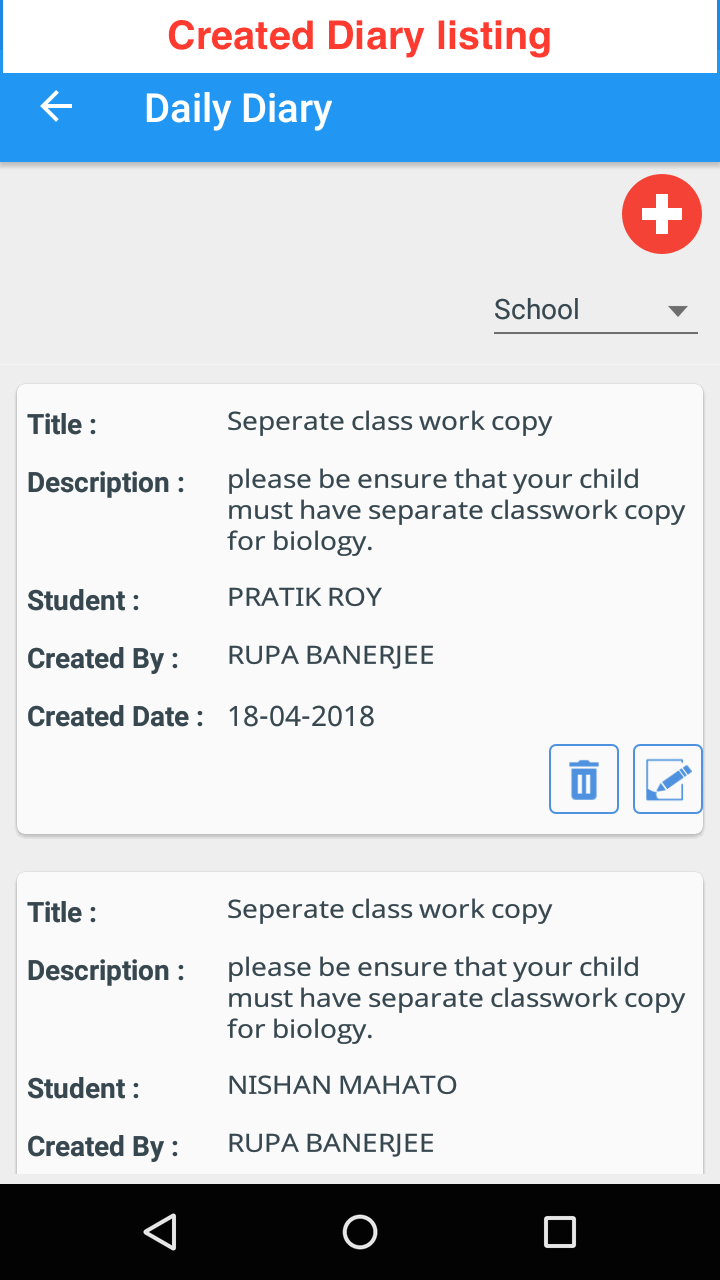 Created Diary listing
Daily Diary
School
Title : Seperate class work copy
Description : please be ensure that your child
must have separate classwork copy
for biology.
Student : PRATIK ROY
Created By : RUPA BANERJEE
Created Date : 18-04-2018
Title : Seperate class work copy
Description : please be ensure that your child
must have separate classwork copy
for biology.
Student : NISHAN MAHATO
Created By : RUPA BANERJEE